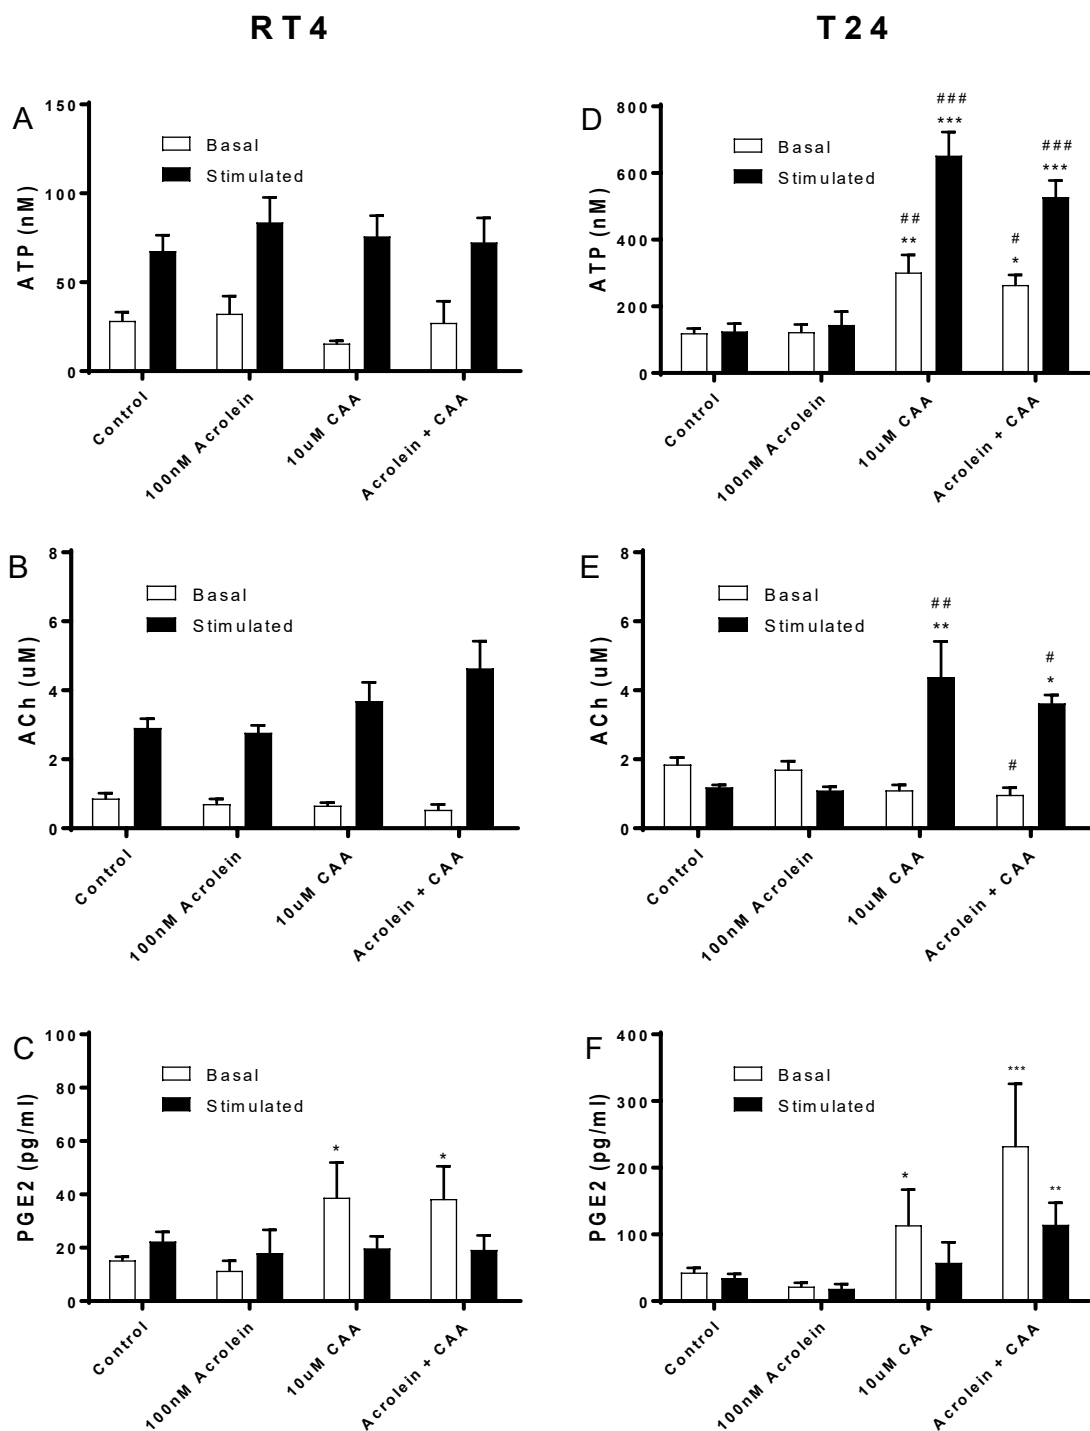 RT4
T24
A
150
100
50
0
ATP (nM)
Basal
Stimulated
Control
100nM Acrolein
10uM CAA
Acrolein + CAA
D
800
600
400
200
0
ATP (nM)
Basal
Stimulated
##
**
###
***
#
*
###
***
Control
100nM Acrolein
10uM CAA
Acrolein + CAA
B
8
6
4
2
0
ACh (uM)
Basal
Stimulated
Control
100nM Acrolein
10uM CAA
Acrolein + CAA
E
8
6
4
2
0
ACh (uM)
Basal
Stimulated
##
**
#
#
*
Control
100nM Acrolein
10uM CAA
Acrolein + CAA
C
100
80
60
40
20
0
PGE2 (pg/ml)
Basal
Stimulated
*
*
Control
100nM Acrolein
10uM CAA
Acrolein + CAA
F
400
300
200
100
0
PGE2 (pg/ml)
Basal
Stimulated
*
***
**
Control
100nM Acrolein
10uM CAA
Acrolein + CAA